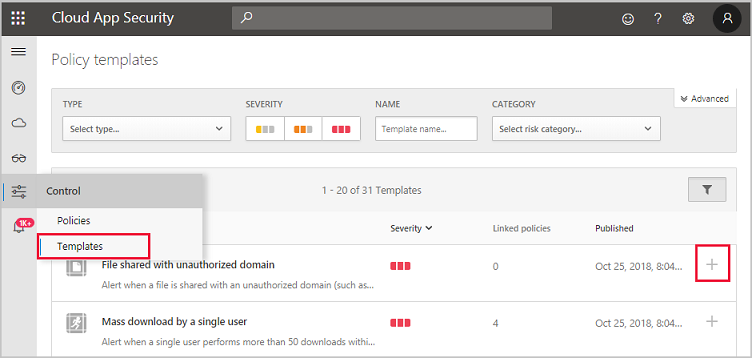 Cloud App Security
?
Policy templates
Advanced
TYPE SEVERITY NAME CATEGORY
Select type... Template name... Select risk category...
Control
1 - 20 of 31 Templates
Policies
1K+
Templates
Severity Linked policies Published
File shared with unauthorized domain 0 Oct 25, 2018, 8:04...
Alert when a file is shared with an unauthorized domain (such as...
Mass download by a single user 4 Oct 25, 2018, 8:04...
Alert when a single user performs more than 50 downloads withi...